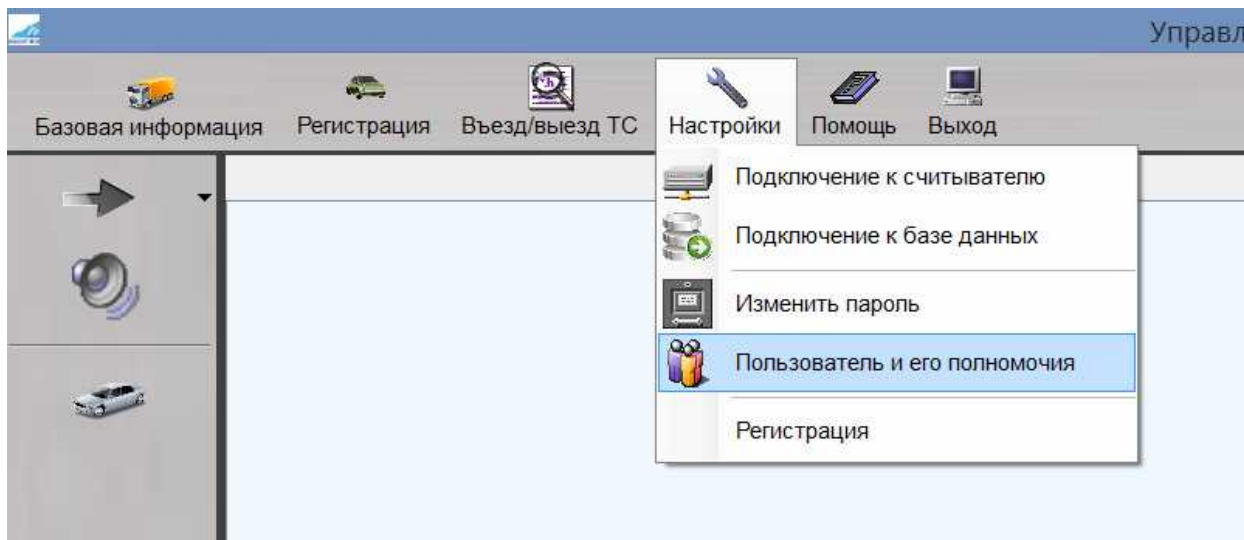 Управл
Базовая информация Регистрация Въезд/выезд ТС Настройки Помощь Выход
Подключение к считывателю
Подключение к базе данных
Изменить пароль
Пользователь и его полномочия
Регистрация